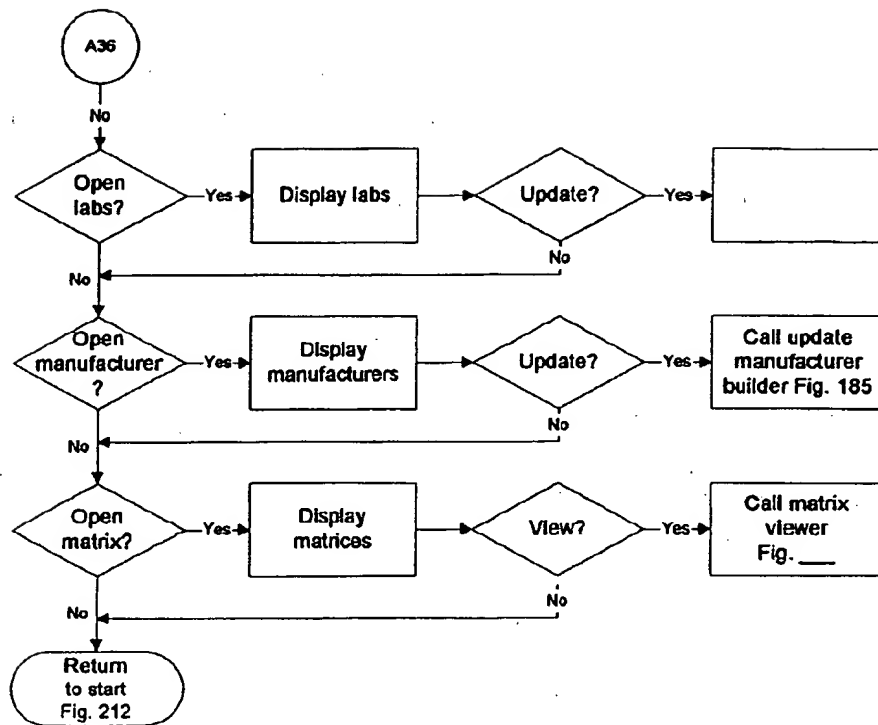 A36
No
Open
labs?
Yes
Display labs
Update?
Yes
No
No
Open
manufacturer
?
Yes
Display
manufacturers
Update?
Yes
Call update
manufacturer
builder Fig. 185
No
No
Open
matrix?
Yes
Display
matrices
View?
Yes
Call matrix
viewer
Fig. ___
No
No
Return
to start
Fig. 212